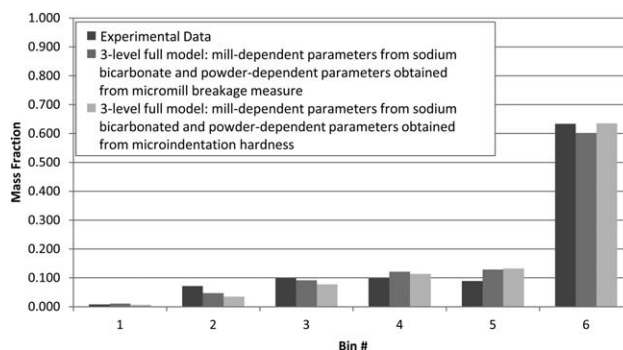 1.000
0.900
0.800
0.700
0.600
0.500
0.400
0.300
0.200
0.100
0.000
Mass Fraction
Experimental Data
3-level full model: mill-dependent parameters from sodium
bicarbonate and powder-dependent parameters obtained
from micromill breakage measure
3-level full model: mill-dependent parameters from sodium
bicarbonated and powder-dependent parameters obtained
from microindentation hardness
1 2 3 4 5 6
Bin #